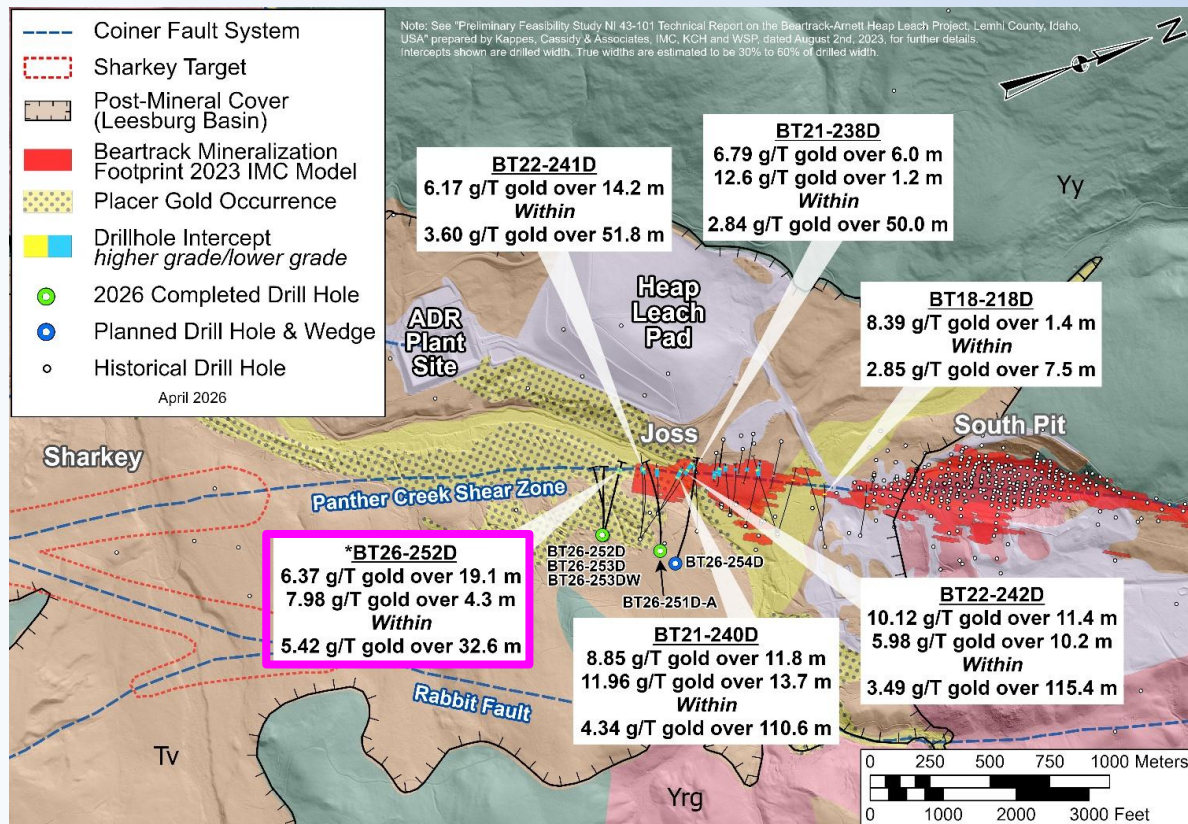 Coiner Fault System
Sharkey Target
Post-Mineral Cover
(Leesburg Basin)
Beartrack Mineralization
Footprint 2023 IMC Model
Placer Gold Occurrence
Drillhole Intercept
higher grade/lower grade
2026 Completed Drill Hole
Planned Drill Hole & Wedge
Historical Drill Hole
April 2026
Note: See "Preliminary Feasibility Study NI 43-101 Technical Report on the Beartrack-Arnett Heap Leach Project, Lemhi County, Idaho,
USA" prepared by Kappes, Cassidy & Associates, IMC, KCH and WSP, dated August 2nd, 2023, for further details.
Intercepts shown are drilled width. True widths are estimated to be 30% to 60% of drilled width.
N
BT22-241D
6.17 g/T gold over 14.2 m
Within
3.60 g/T gold over 51.8 m
BT21-238D
6.79 g/T gold over 6.0 m
12.6 g/T gold over 1.2 m
Within
2.84 g/T gold over 50.0 m
Yy
BT18-218D
8.39 g/T gold over 1.4 m
Within
2.85 g/T gold over 7.5 m
ADR
Plant
Site
Heap
Leach
Pad
Sharkey
Joss
South Pit
Panther Creek Shear Zone
*BT26-252D
6.37 g/T gold over 19.1 m
7.98 g/T gold over 4.3 m
Within
5.42 g/T gold over 32.6 m
BT26-252D
BT26-253D
BT26-253DW
BT26-254D
BT26-251D-A
BT21-240D
8.85 g/T gold over 11.8 m
11.96 g/T gold over 13.7 m
Within
4.34 g/T gold over 110.6 m
BT22-242D
10.12 g/T gold over 11.4 m
5.98 g/T gold over 10.2 m
Within
3.49 g/T gold over 115.4 m
Rabbit Fault
Tv
Yrg
0 250 500 750 1000 Meters
0 1000 2000 3000 Feet